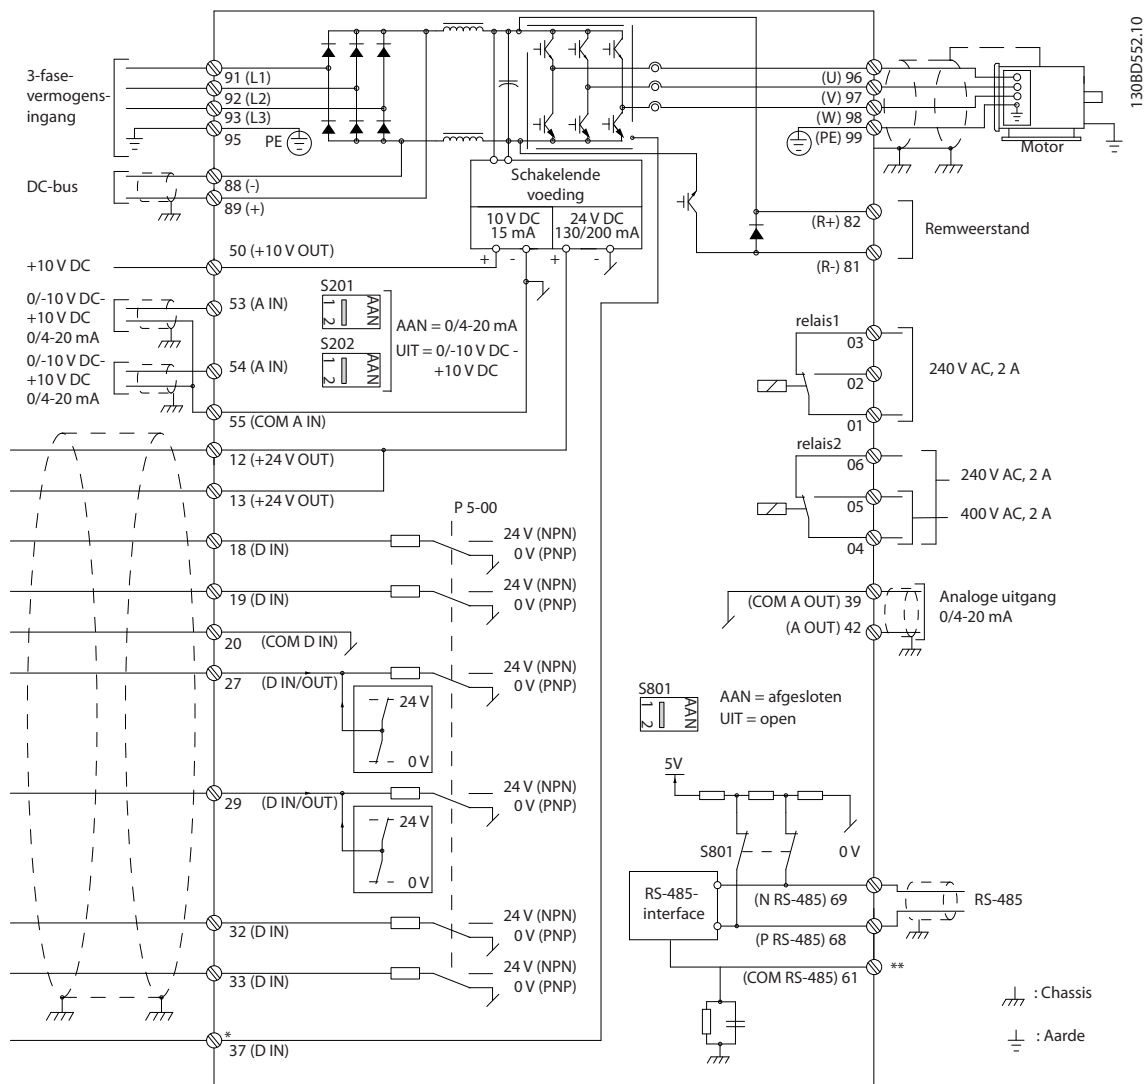 130BD552.10
3-fase-
vermogens-
ingang
91 (L1)
92 (L2)
93 (L3)
95
PE
(U) 96
(V) 97
(W) 98
(PE) 99
Motor
DC-bus
88 (-)
89 (+)
Schakelende
voeding
10 V DC
15 mA
24 V DC
130/200 mA
+ - + -
(R+) 82
(R-) 81
Remweerstand
+10 V DC
50 (+10 V OUT)
0/-10 V DC-
+10 V DC
0/4-20 mA
53 (A IN)
0/-10 V DC-
+10 V DC
0/4-20 mA
54 (A IN)
55 (COM A IN)
S201
1 2
AAN
S202
1 2
AAN
AAN = 0/4-20 mA
UIT = 0/-10 V DC -
+10 V DC
relais1
03
02
01
240 V AC, 2 A
relais2
06
05
04
240 V AC, 2 A
400 V AC, 2 A
12 (+24 V OUT)
13 (+24 V OUT)
P 5-00
18 (D IN)
24 V (NPN)
0 V (PNP)
19 (D IN)
24 V (NPN)
0 V (PNP)
20 (COM D IN)
27 (D IN/OUT)
24 V (NPN)
0 V (PNP)
24 V
0 V
29 (D IN/OUT)
24 V (NPN)
0 V (PNP)
24 V
0 V
32 (D IN)
24 V (NPN)
0 V (PNP)
33 (D IN)
24 V (NPN)
0 V (PNP)
*
37 (D IN)
(COM A OUT) 39
(A OUT) 42
Analoge uitgang
0/4-20 mA
S801
1 2
AAN
AAN = afgesloten
UIT = open
5V
S801
0 V
RS-485-
interface
(N RS-485) 69
(P RS-485) 68
(COM RS-485) 61
RS-485
**
: Chassis
: Aarde